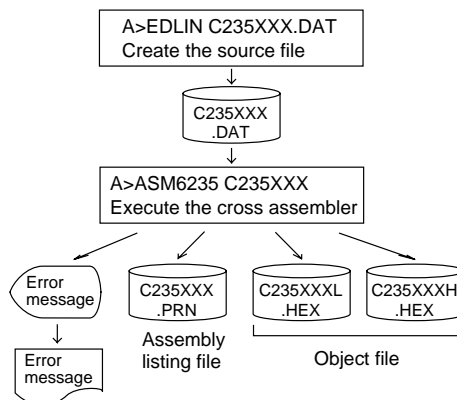 A>EDLIN C235XXX.DAT
Create the source file
C235XXX
.DAT
A>ASM6235 C235XXX
Execute the cross assembler
Error
message
C235XXX
.PRN
C235XXXL
.HEX
C235XXXH
.HEX
Assembly
listing file
Object file
Error
message